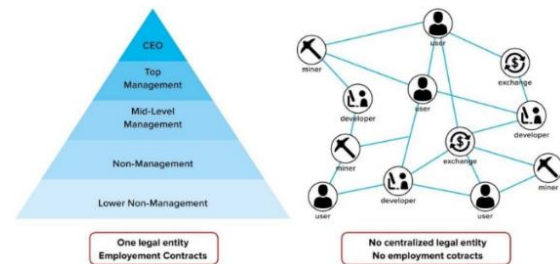 CEO
Top
Management
Mid-Level
Management
Non-Management
Lower Non-Management
One legal entity
Employement Contracts
user
miner
exchange
user
developer
developer
miner
exchange
miner
user
developer
user
No centralized legal entity
No employment cotracts